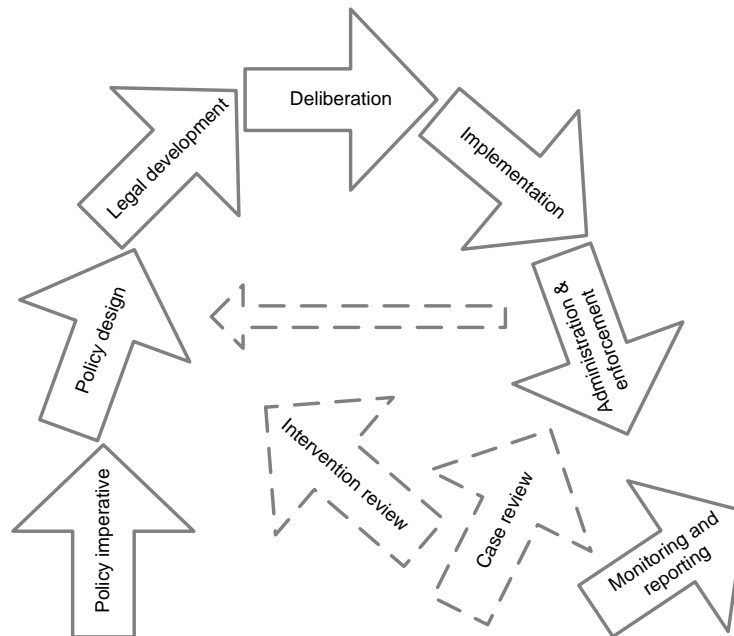 Policy imperative
Policy design
Legal development
Deliberation
Implementation
Administration &
enforcement
Monitoring and
reporting
Case review
Intervention review